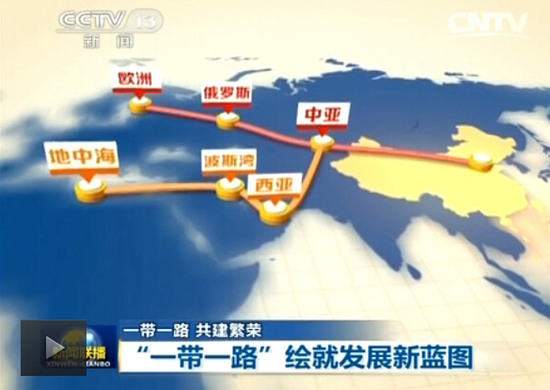 CCTV 13
CNTV
新闻
欧洲
俄罗斯
中亚
地中海
波斯湾
西亚
一带一路 共建繁荣
新闻联播
XINWEN LIANBO
“一带一路”绘就发展新蓝图